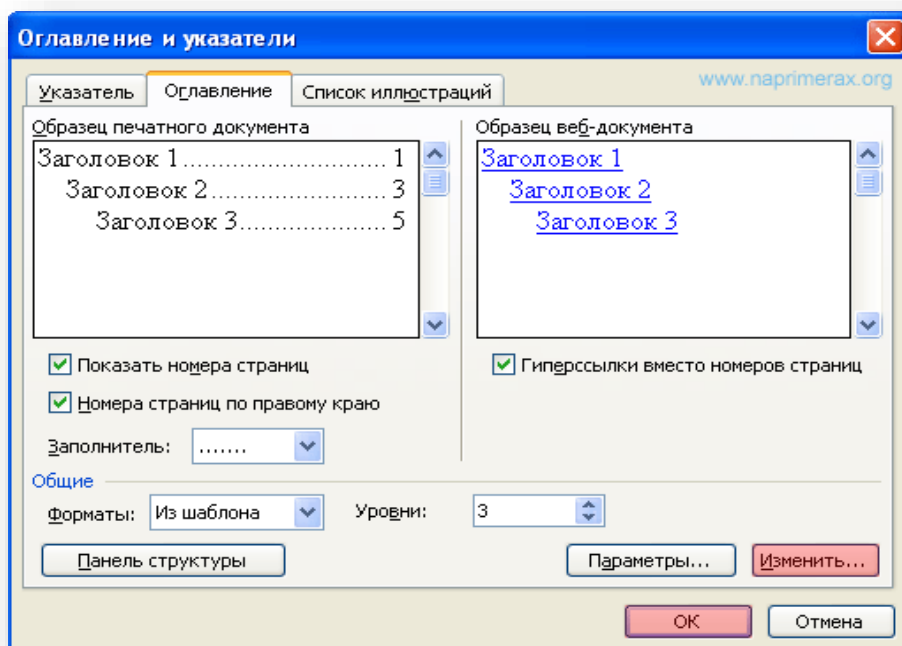 Оглавление и указатели
www.naprimerax.org
Указатель Оглавление Список иллюстраций
Образец печатного документа
Заголовок 1............................ 1
Заголовок 2........................ 3
Заголовок 3.................... 5
Образец веб-документа
Заголовок 1
Заголовок 2
Заголовок 3
Показать номера страниц
Номера страниц по правому краю
Заполнитель: .......
Гиперссылки вместо номеров страниц
Общие
Форматы: Из шаблона Уровни: 3
Панель структуры Параметры... Изменить...
ОК Отмена